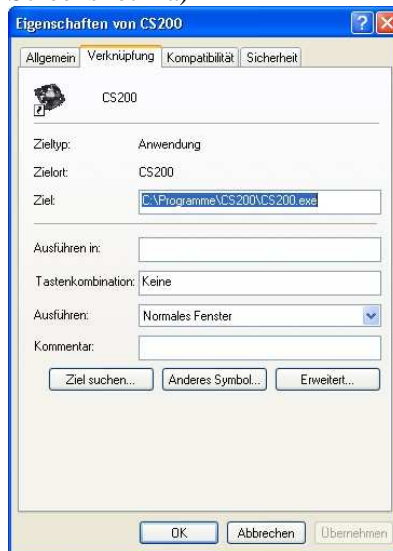 Eigenschaften von CS200
Allgemein Verknüpfung Kompatibilität Sicherheit
CS200
Zieltyp: Anwendung
Zielort: CS200
Ziel: C:\Programme\CS200\CS200.exe
Ausführen in:
Tastenkombination: Keine
Ausführen: Normales Fenster
Kommentar:
Ziel suchen... Anderes Symbol... Erweitert...
OK Abbrechen Übernehmen